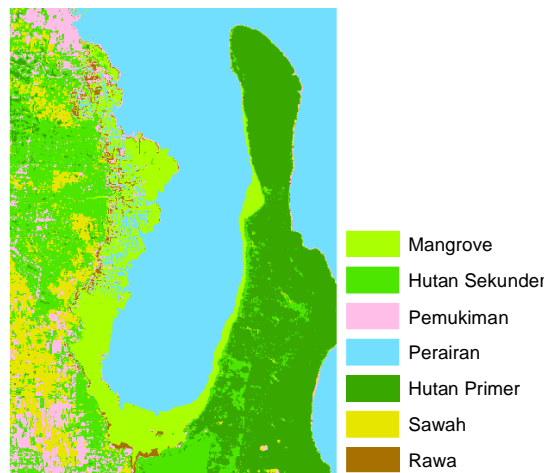 Mangrove
Hutan Sekunder
Pemukiman
Perairan
Hutan Primer
Sawah
Rawa